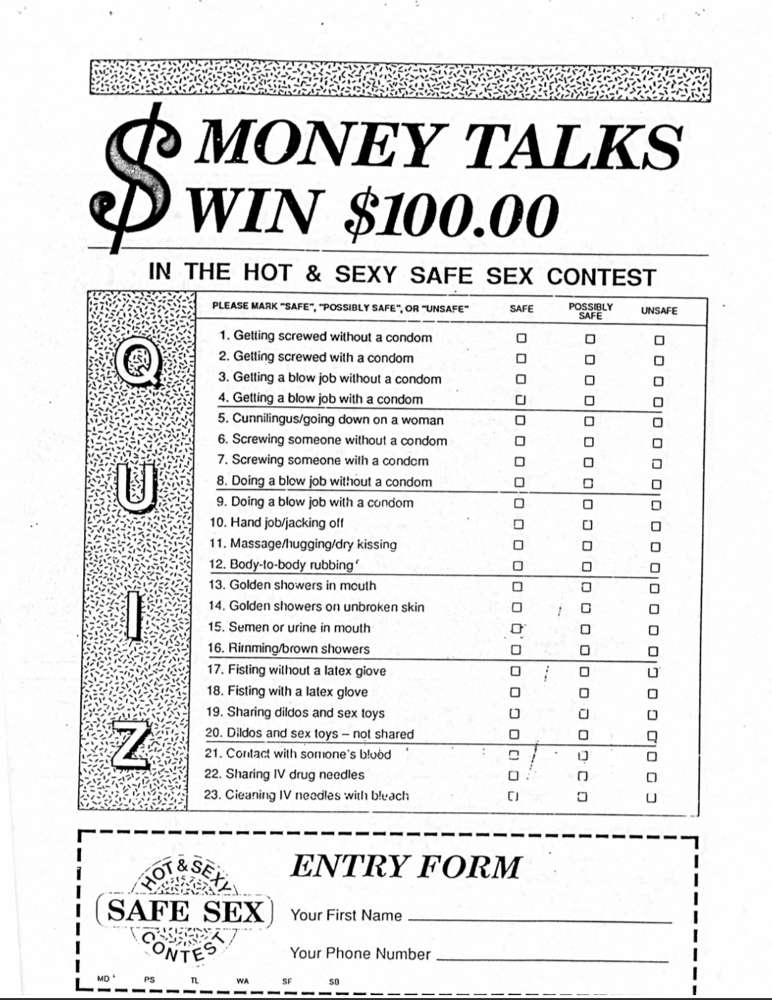 $ MONEY TALKS
WIN $100.00
IN THE HOT & SEXY SAFE SEX CONTEST
QUIZ
PLEASE MARK "SAFE", "POSSIBLY SAFE", OR "UNSAFE" SAFE POSSIBLY SAFE UNSAFE
1. Getting screwed without a condom
2. Getting screwed with a condom
3. Getting a blow job without a condom
4. Getting a blow job with a condom
5. Cunnilingus/going down on a woman
6. Screwing someone without a condom
7. Screwing someone with a condom
8. Doing a blow job without a condom
9. Doing a blow job with a condom
10. Hand job/jacking off
11. Massage/hugging/dry kissing
12. Body-to-body rubbing
13. Golden showers in mouth
14. Golden showers on unbroken skin
15. Semen or urine in mouth
16. Rimming/brown showers
17. Fisting without a latex glove
18. Fisting with a latex glove
19. Sharing dildos and sex toys
20. Dildos and sex toys – not shared
21. Contact with somone's blood
22. Sharing IV drug needles
23. Cleaning IV needles with bleach
HOT & SEXY
SAFE SEX
CONTEST
ENTRY FORM
Your First Name
Your Phone Number
MD PS TL WA SF SB